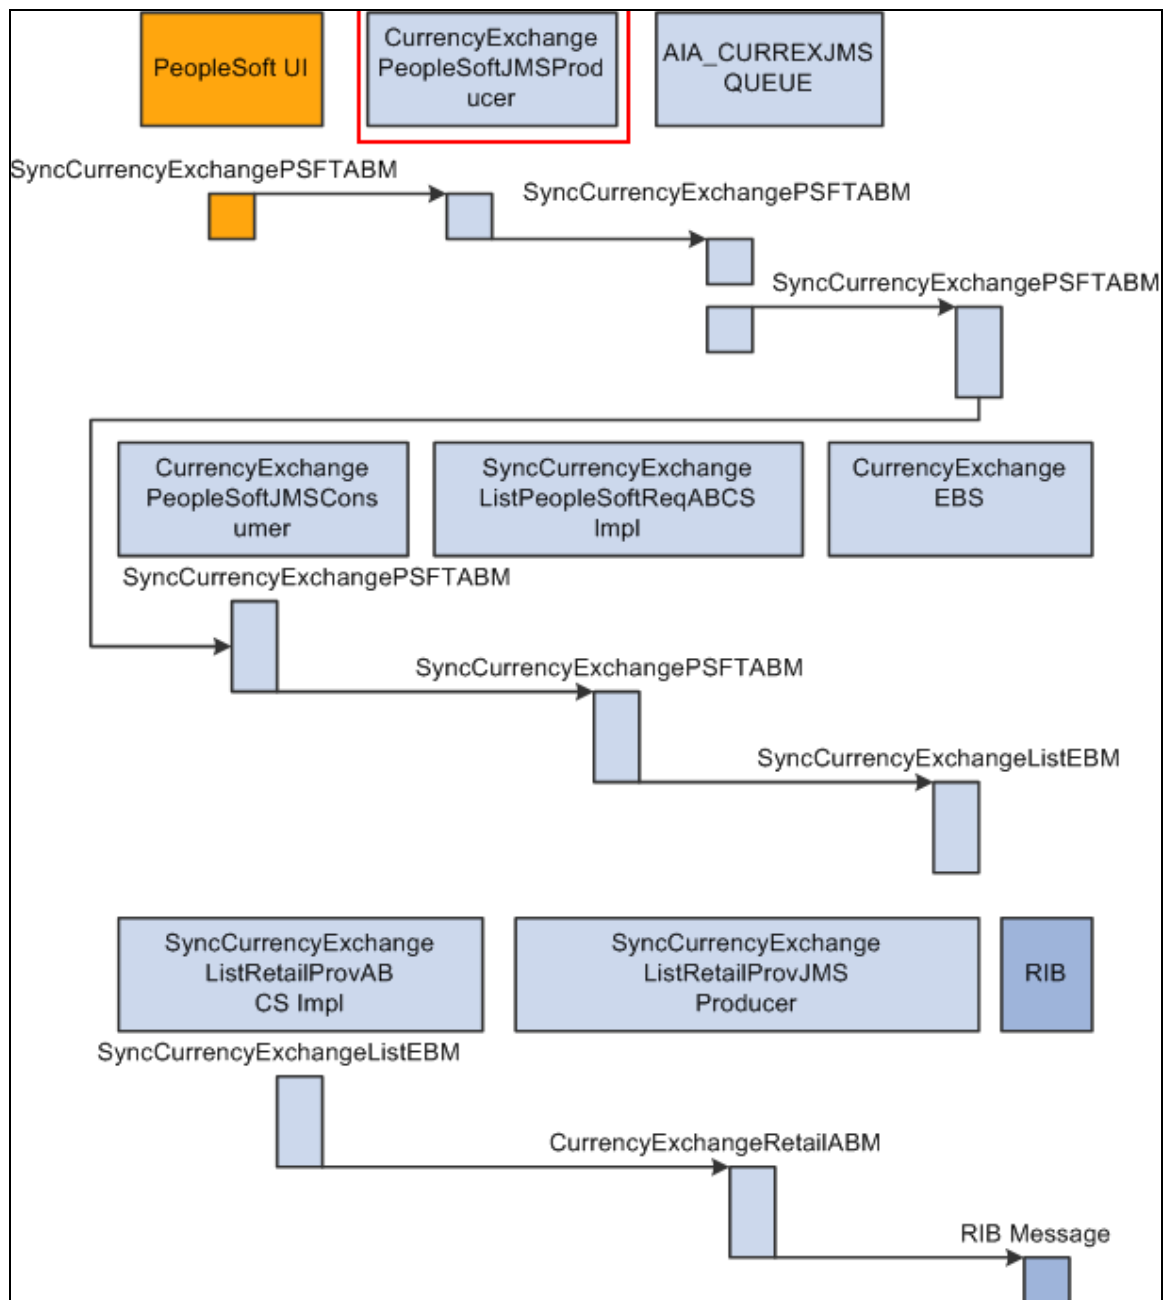 PeopleSoft UI
CurrencyExchange
PeopleSoftJMSProd
ucer
AIA_CURREXJMS
QUEUE
SyncCurrencyExchangePSFTABM
SyncCurrencyExchangePSFTABM
SyncCurrencyExchangePSFTABM
CurrencyExchange
PeopleSoftJMSCons
umer
SyncCurrencyExchange
ListPeopleSoftReqABCS
Impl
CurrencyExchange
EBS
SyncCurrencyExchangePSFTABM
SyncCurrencyExchangePSFTABM
SyncCurrencyExchangeListEBM
SyncCurrencyExchange
ListRetailProvAB
CS Impl
SyncCurrencyExchange
ListRetailProvJMS
Producer
RIB
SyncCurrencyExchangeListEBM
CurrencyExchangeRetailABM
RIB Message